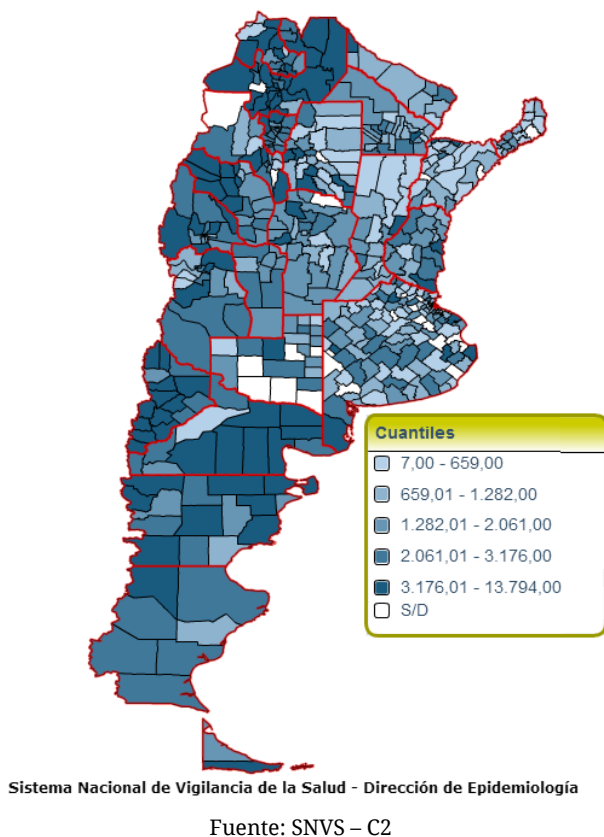 Cuantiles
7,00 - 659,00
659,01 - 1.282,00
1.282,01 - 2.061,00
2.061,01 - 3.176,00
3.176,01 - 13.794,00
S/D
Sistema Nacional de Vigilancia de la Salud - Dirección de Epidemiología
Fuente: SNVS – C2